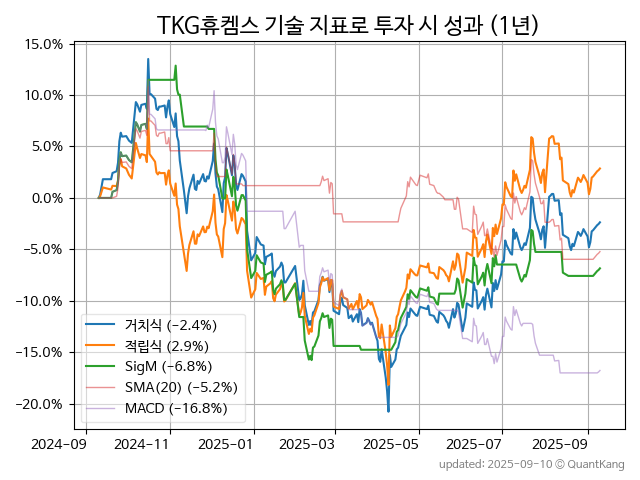 TKG휴켐스 기술 지표로 투자 시 성과 (1년)
15.0%
10.0%
5.0%
0.0%
−5.0%
−10.0%
−15.0%
−20.0%
거치식 (−2.4%)
적립식 (2.9%)
SigM (−6.8%)
SMA(20) (−5.2%)
MACD (−16.8%)
2024-09 2024-11 2025-01 2025-03 2025-05 2025-07 2025-09
updated: 2025-09-10 ⓒ QuantKang